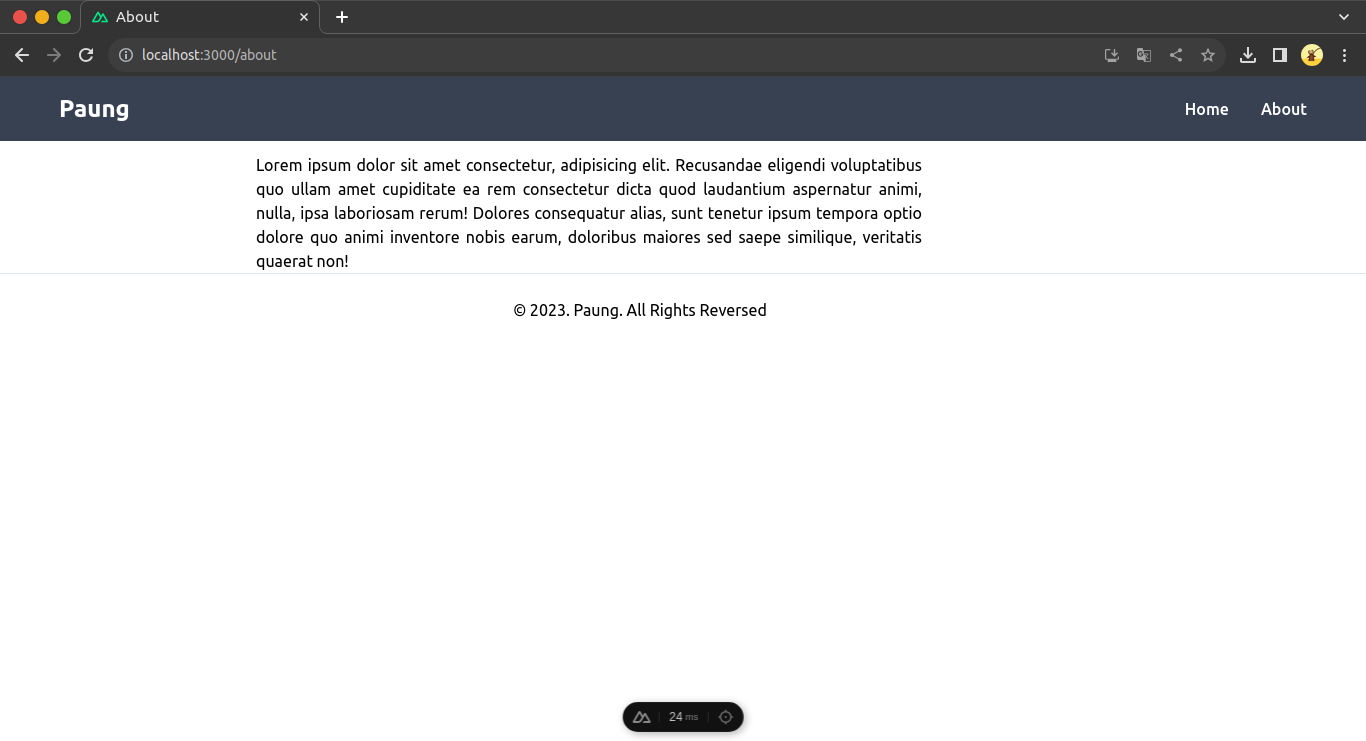 About
localhost:3000/about
Paung
Home
About
Lorem ipsum dolor sit amet consectetur, adipisicing elit. Recusandae eligendi voluptatibus
quo ullam amet cupiditate ea rem consectetur dicta quod laudantium aspernatur animi,
nulla, ipsa laboriosam rerum! Dolores consequatur alias, sunt tenetur ipsum tempora optio
dolore quo animi inventore nobis earum, doloribus maiores sed saepe similique, veritatis
quaerat non!
© 2023. Paung. All Rights Reversed
24 ms